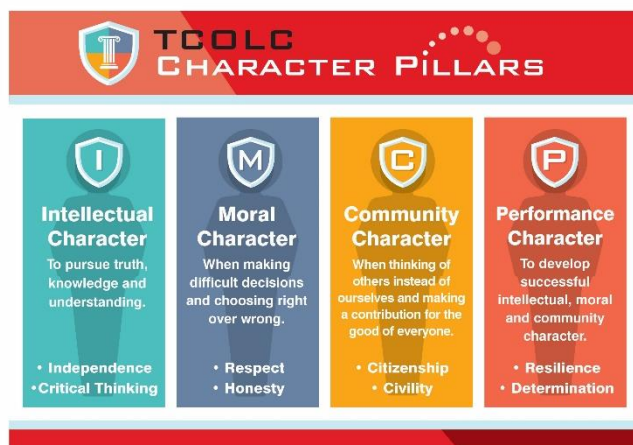 TCOLC
CHARACTER PILLARS
I
Intellectual
Character
To pursue truth,
knowledge and
understanding.
• Independence
•Critical Thinking
M
Moral
Character
When making
difficult decisions
and choosing right
over wrong.
• Respect
• Honesty
C
Community
Character
When thinking of
others instead of
ourselves and making
a contribution for the
good of everyone.
• Citizenship
• Civility
P
Performance
Character
To develop
successful
intellectual, moral
and community
character.
• Resilience
• Determination